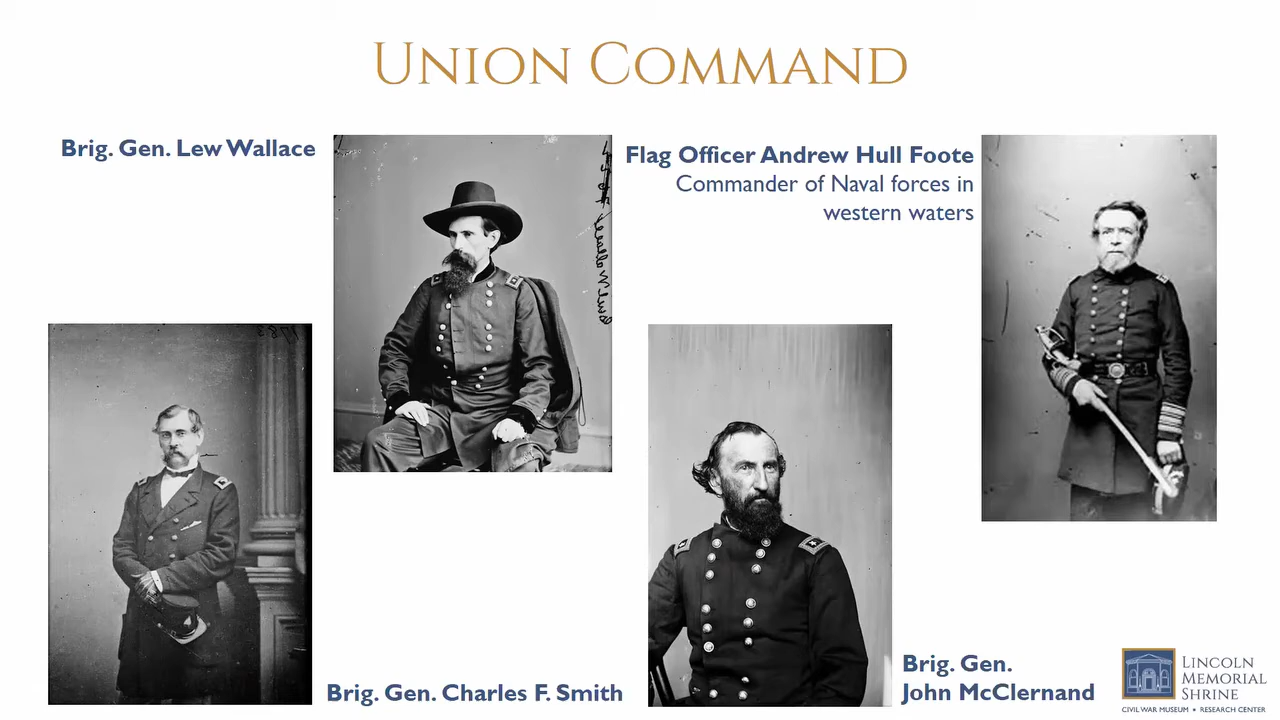 UNION COMMAND
Brig. Gen. Lew Wallace
Flag Officer Andrew Hull Foote
Commander of Naval forces in
western waters
Brig. Gen. Charles F. Smith
Brig. Gen.
John McClernand
LINCOLN
MEMORIAL
SHRINE
CIVIL WAR MUSEUM • RESEARCH CENTER